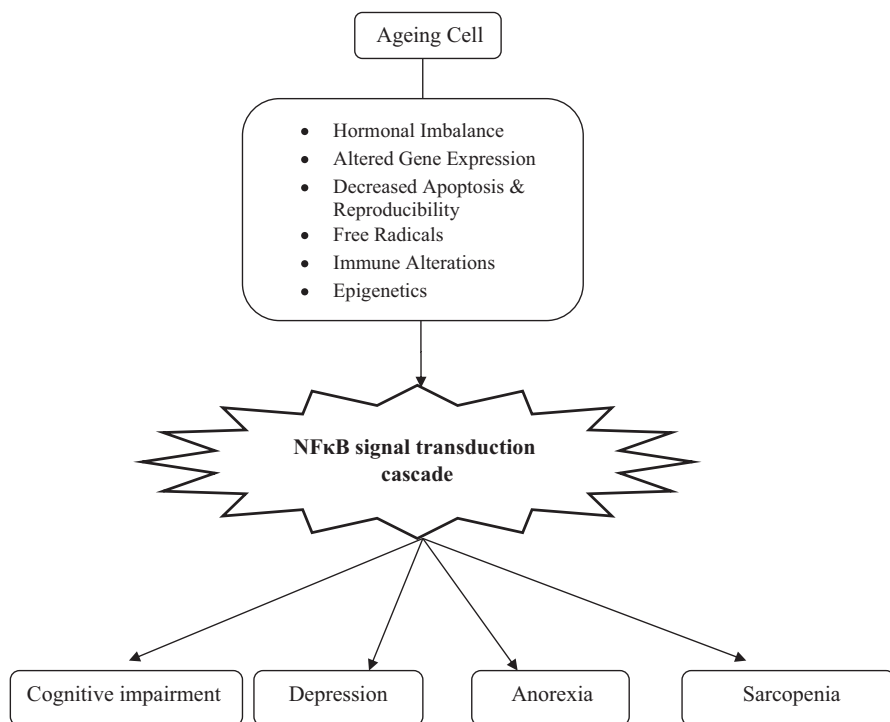 Ageing Cell
• Hormonal Imbalance
• Altered Gene Expression
• Decreased Apoptosis &
Reproducibility
• Free Radicals
• Immune Alterations
• Epigenetics
NFκB signal transduction
cascade
Cognitive impairment
Depression
Anorexia
Sarcopenia